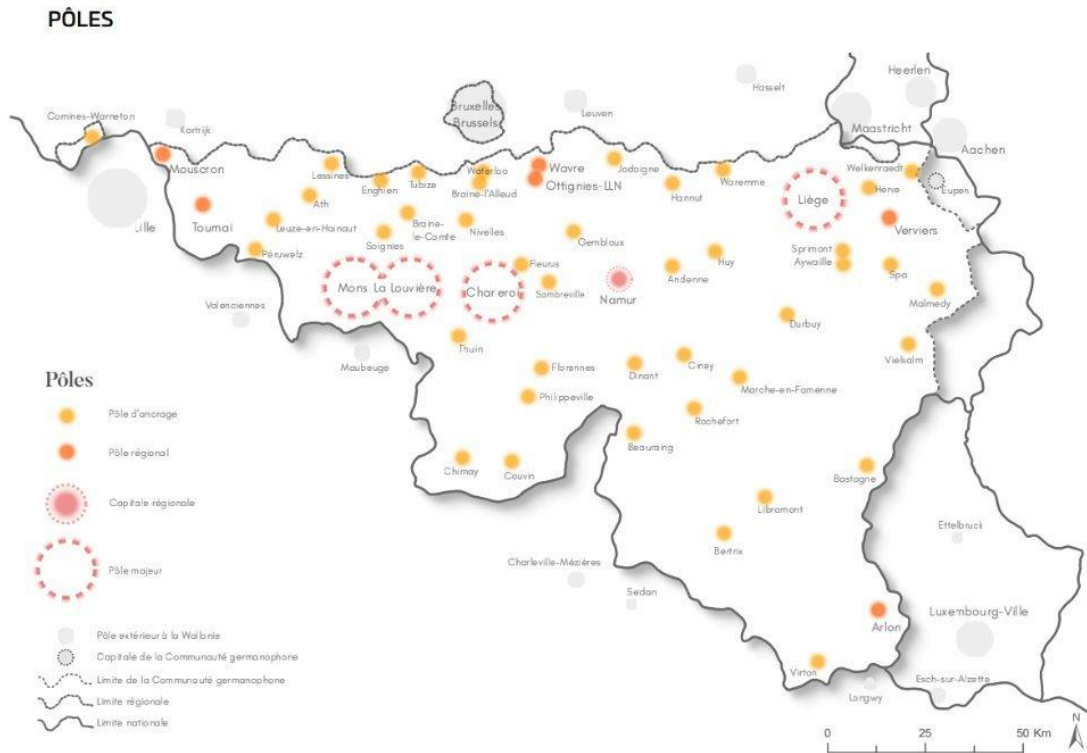 PÔLES
Heerlen
Hasselt
Comines-Warneton
Kortrijk
Bruxelles
Brussels
Leuven
Maastricht
Aachen
Mouscron
Lessines
Enghien
Tubize
Waterloo
Braine-l'Alleud
Wavre
Ottignies-LLN
Jodoigne
Hannut
Waremme
Liège
Welkenraedt
Herve
Eupen
Lille
Tournai
Ath
Leuze-en-Hainaut
Braine-
le-Comte
Soignies
Nivelles
Gembloux
Verviers
Péruwelz
Fleurus
Sombreville
Namur
Andenne
Huy
Sprimont
Aywaille
Spa
Mons La Louvière
Charleroi
Malmedy
Valenciennes
Durbuy
Thuin
Vielsalm
Maubeuge
Florennes
Dinant
Ciney
Marche-en-Famenne
Philippeville
Rochefort
Beauraing
Chimay
Couvin
Bastogne
Libramont
Bertrix
Ettelbruck
Charleville-Mézières
Sedan
Arlon
Luxembourg-Ville
Virton
Longwy
Esch-sur-Alzette
Pôles
Pôle d'ancrage
Pôle régional
Capitale régionale
Pôle majeur
Pôle extérieur à la Wallonie
Capitale de la Communauté germanophone
Limite de la Communauté germanophone
Limite régionale
Limite nationale
N
0 25 50 Km